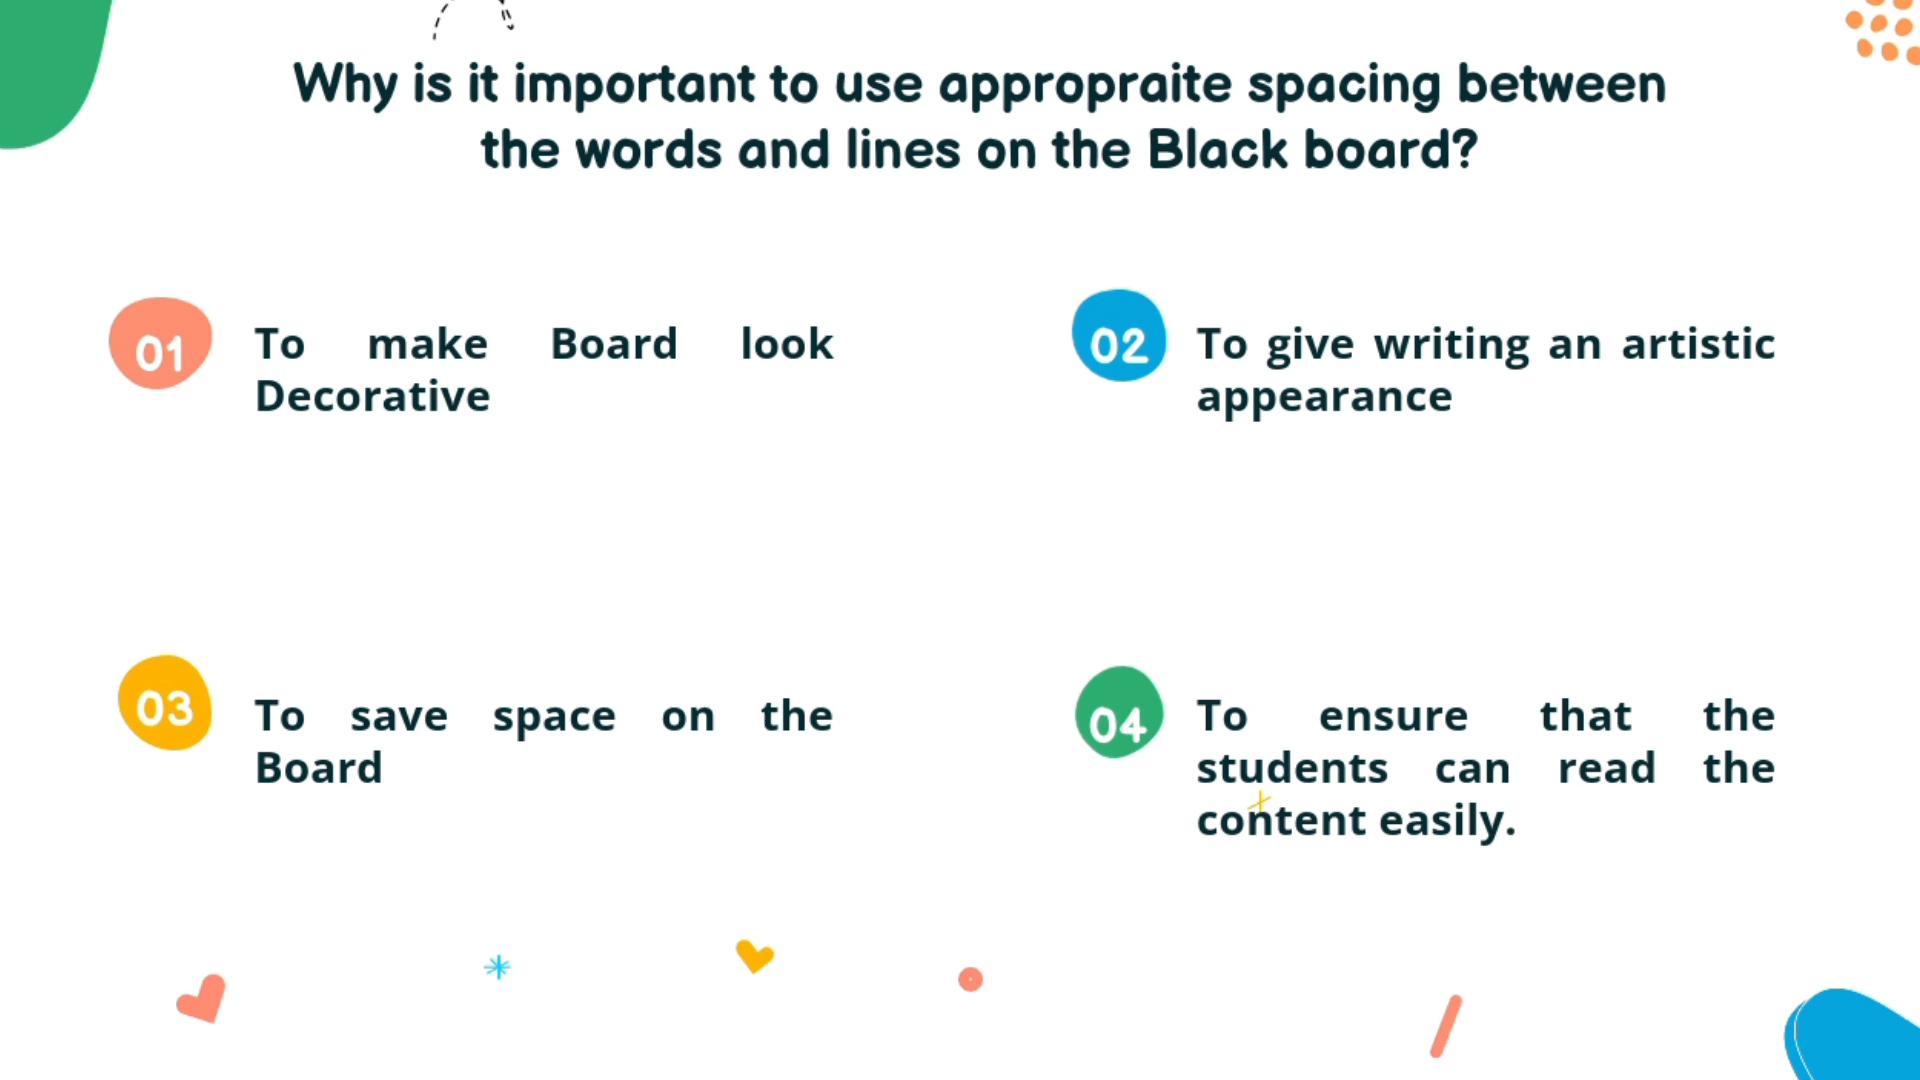 Why is it important to use appropraite spacing between
the words and lines on the Black board?
01
To make Board look
Decorative
02
To give writing an artistic
appearance
03
To save space on the
Board
04
To ensure that the
students can read the
content easily.